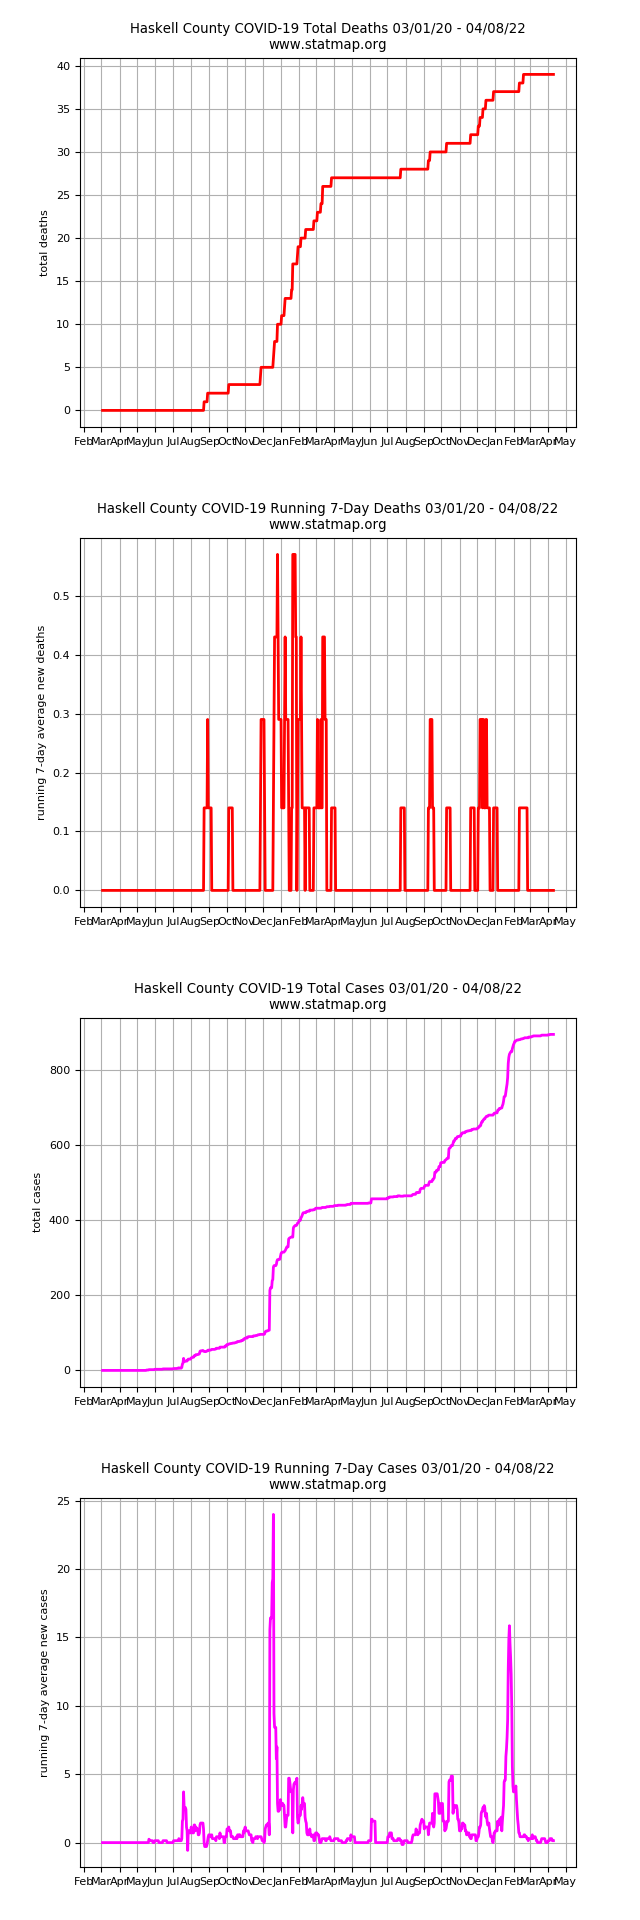 Haskell County COVID-19 Total Deaths 03/01/20 - 04/08/22
www.statmap.org
40
35
30
25
20
15
10
5
0
total deaths
Feb Mar Apr May Jun Jul Aug Sep Oct Nov Dec Jan Feb Mar Apr May Jun Jul Aug Sep Oct Nov Dec Jan Feb Mar Apr May
Haskell County COVID-19 Running 7-Day Deaths 03/01/20 - 04/08/22
www.statmap.org
0.5
0.4
0.3
0.2
0.1
0.0
running 7-day average new deaths
Feb Mar Apr May Jun Jul Aug Sep Oct Nov Dec Jan Feb Mar Apr May Jun Jul Aug Sep Oct Nov Dec Jan Feb Mar Apr May
Haskell County COVID-19 Total Cases 03/01/20 - 04/08/22
www.statmap.org
800
600
400
200
0
total cases
Feb Mar Apr May Jun Jul Aug Sep Oct Nov Dec Jan Feb Mar Apr May Jun Jul Aug Sep Oct Nov Dec Jan Feb Mar Apr May
Haskell County COVID-19 Running 7-Day Cases 03/01/20 - 04/08/22
www.statmap.org
25
20
15
10
5
0
running 7-day average new cases
Feb Mar Apr May Jun Jul Aug Sep Oct Nov Dec Jan Feb Mar Apr May Jun Jul Aug Sep Oct Nov Dec Jan Feb Mar Apr May